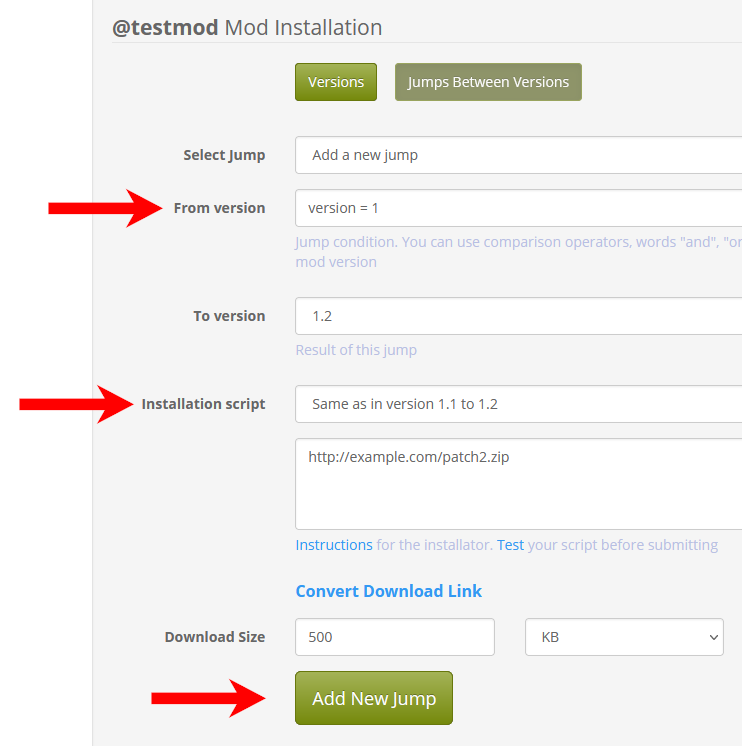 @testmod Mod Installation
Versions
Jumps Between Versions
Select Jump
Add a new jump
From version
version = 1
Jump condition. You can use comparison operators, words "and", "or
mod version
To version
1.2
Result of this jump
Installation script
Same as in version 1.1 to 1.2
http://example.com/patch2.zip
Instructions for the installator. Test your script before submitting
Convert Download Link
Download Size
500
KB
Add New Jump